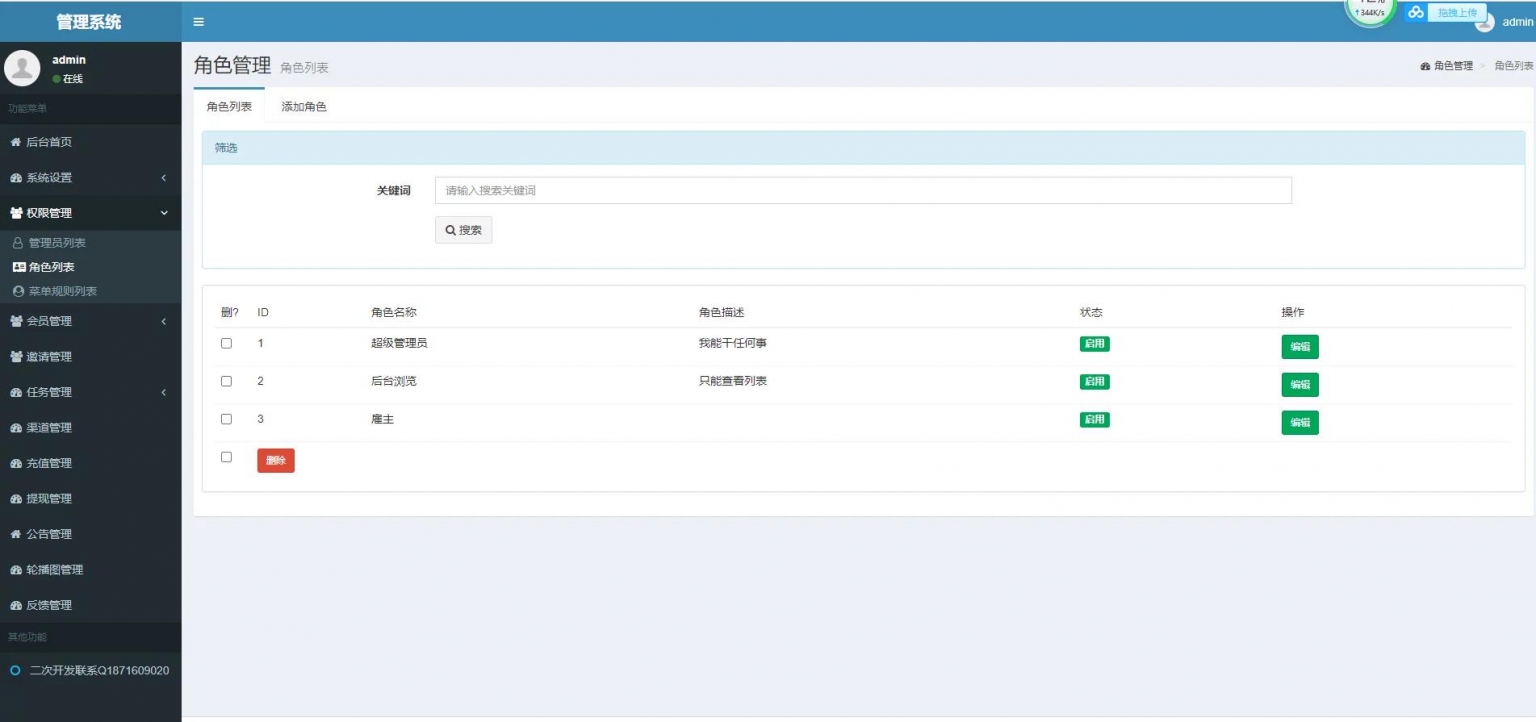 管理系统
↑344K/s
拖拽上传
admin
admin
在线
功能菜单
后台首页
系统设置
权限管理
管理员列表
角色列表
菜单规则列表
会员管理
邀请管理
任务管理
渠道管理
充值管理
提现管理
公告管理
轮播图管理
反馈管理
其他功能
二次开发联系Q1871609020
角色管理 角色列表
角色管理 > 角色列表
角色列表 添加角色
筛选
关键词 请输入搜索关键词
搜索
删? ID 角色名称 角色描述 状态 操作
1 超级管理员 我能干任何事 启用 编辑
2 后台浏览 只能查看列表 启用 编辑
3 雇主 启用 编辑
删除